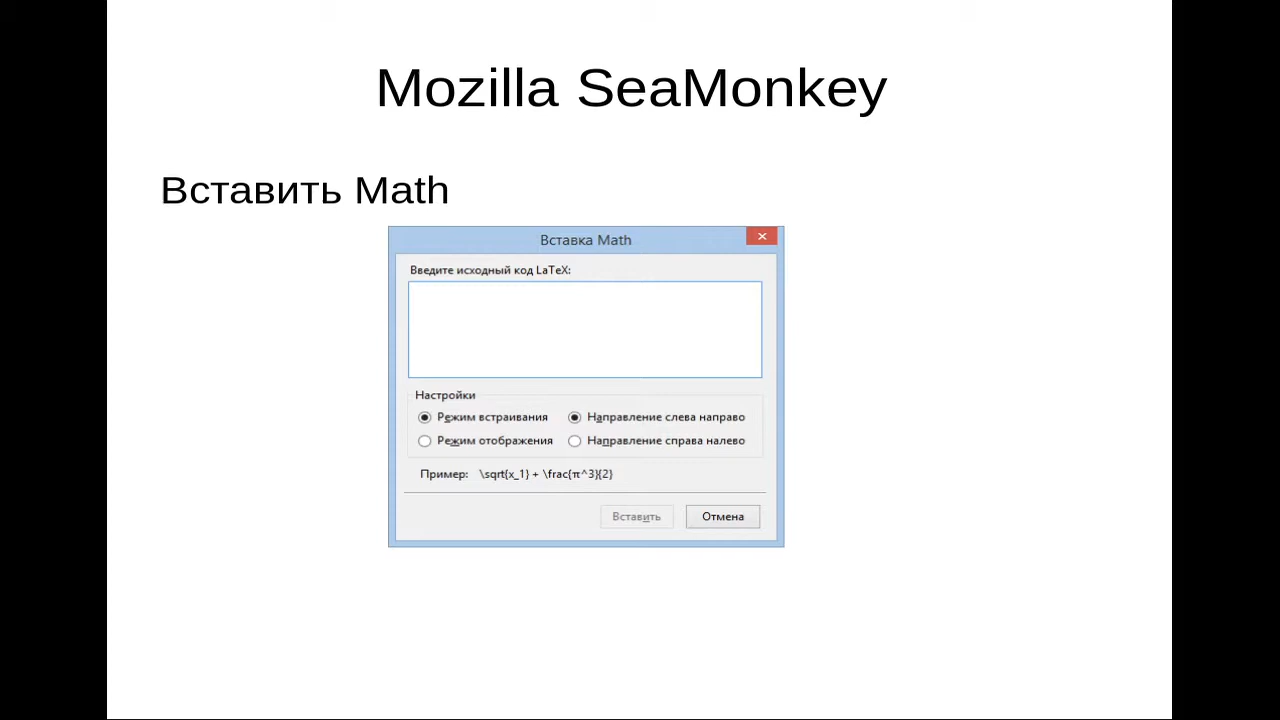 Mozilla SeaMonkey
Вставить Math
Вставка Math
Введите исходный код LaTeX:
Настройки
Режим встраивания Направление слева направо
Режим отображения Направление справа налево
Пример: \sqrt{x_1} + \frac{π^3}{2}
Вставить Отмена